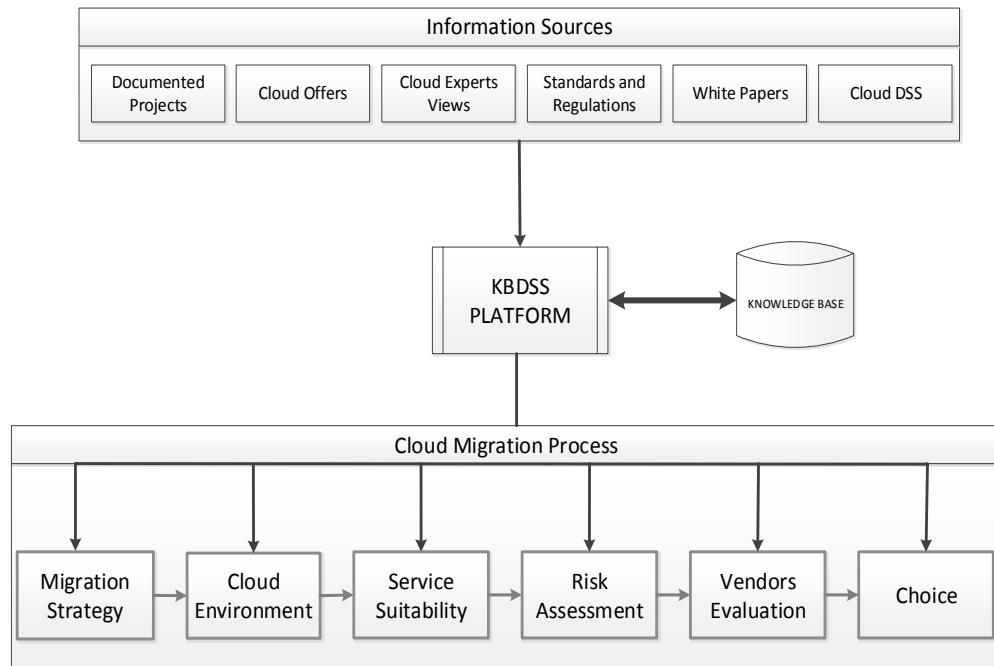 Information Sources
Documented
Projects
Cloud Offers
Cloud Experts
Views
Standards and
Regulations
White Papers
Cloud DSS
KBDSS
PLATFORM
KNOWLEDGE BASE
Cloud Migration Process
Migration
Strategy
Cloud
Environment
Service
Suitability
Risk
Assessment
Vendors
Evaluation
Choice